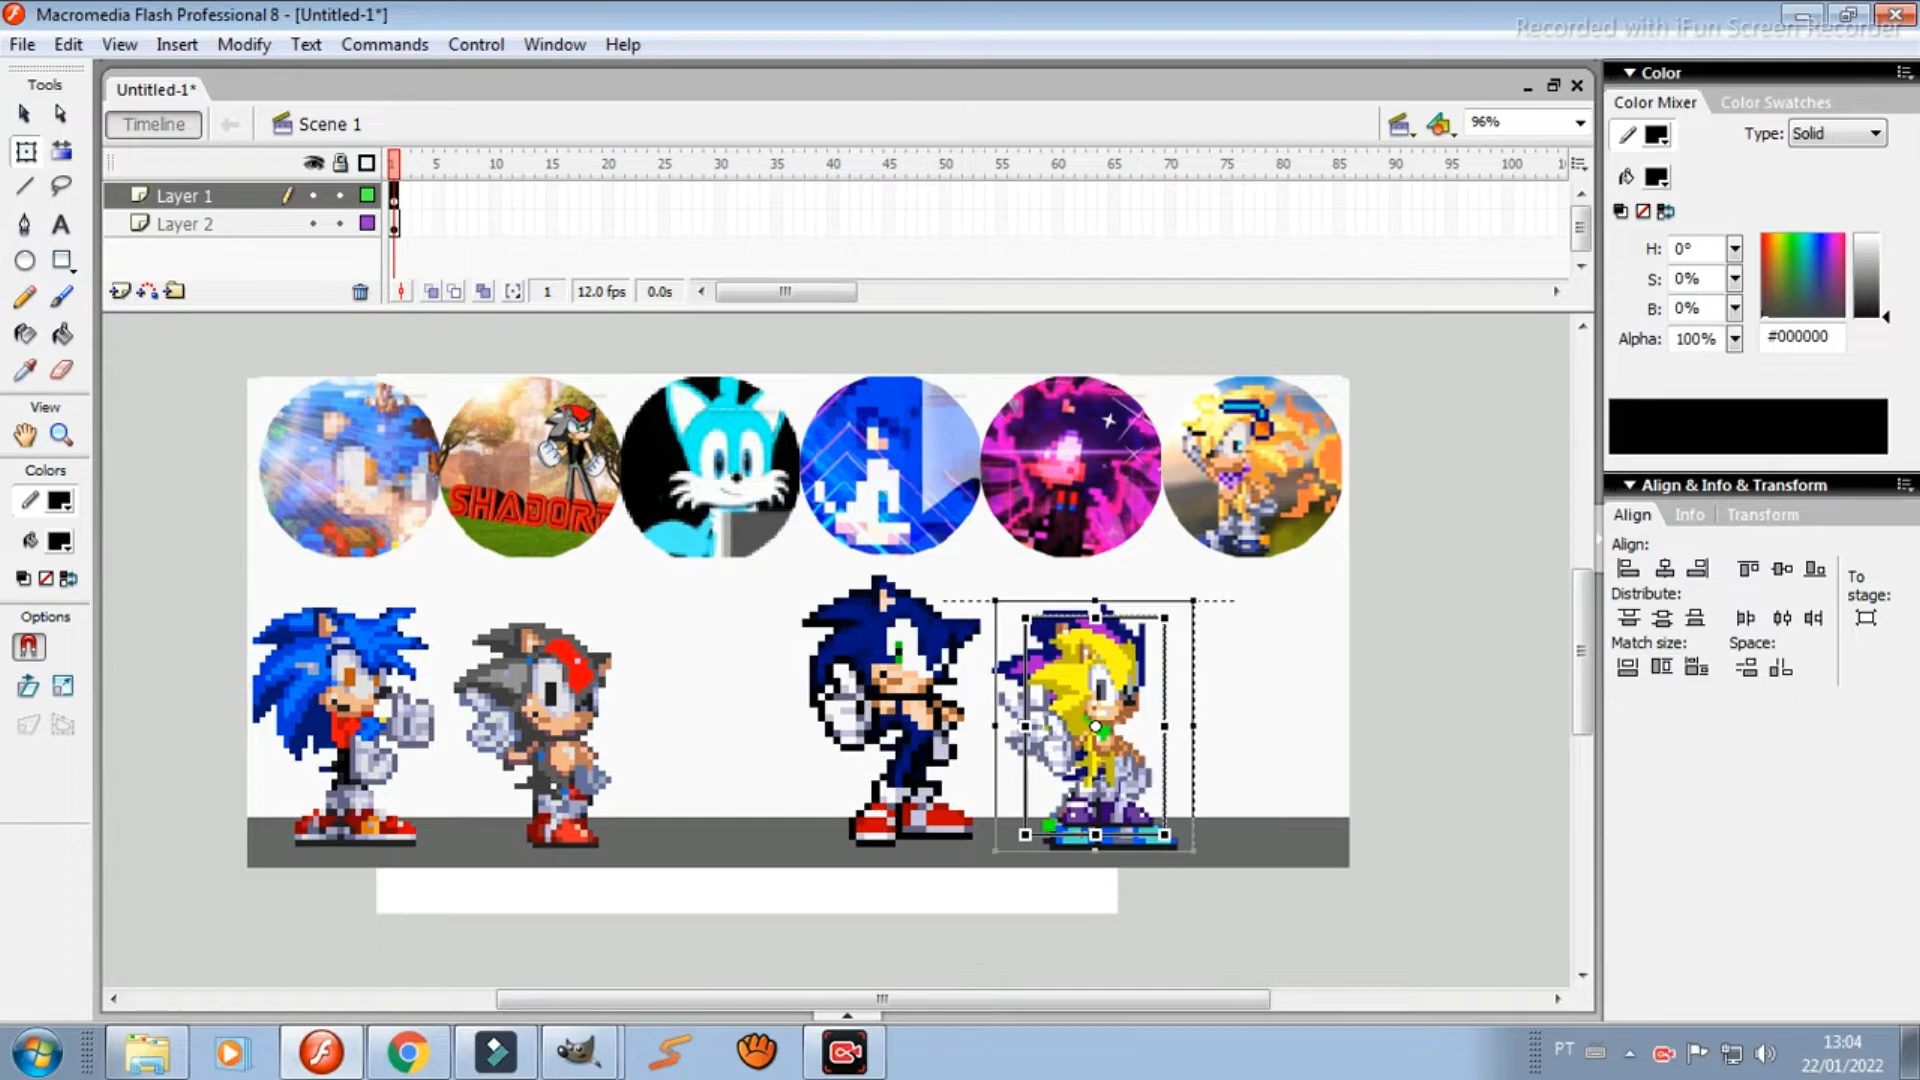 Macromedia Flash Professional 8 - [Untitled-1*]
Recorded with iFun Screen Recorder
File Edit View Insert Modify Text Commands Control Window Help
Tools
Untitled-1*
Timeline
Scene 1
96%
5 10 15 20 25 30 35 40 45 50 55 60 65 70 75 80 85 90 95 100
Layer 1
Layer 2
1 12.0 fps 0.0s
View
Colors
Options
SHADORY
Color
Color Mixer Color Swatches
Type: Solid
H: 0°
S: 0%
B: 0%
Alpha: 100% #000000
Align & Info & Transform
Align Info Transform
Align:
To
stage:
Distribute:
Match size: Space:
PT
13:04
22/01/2022